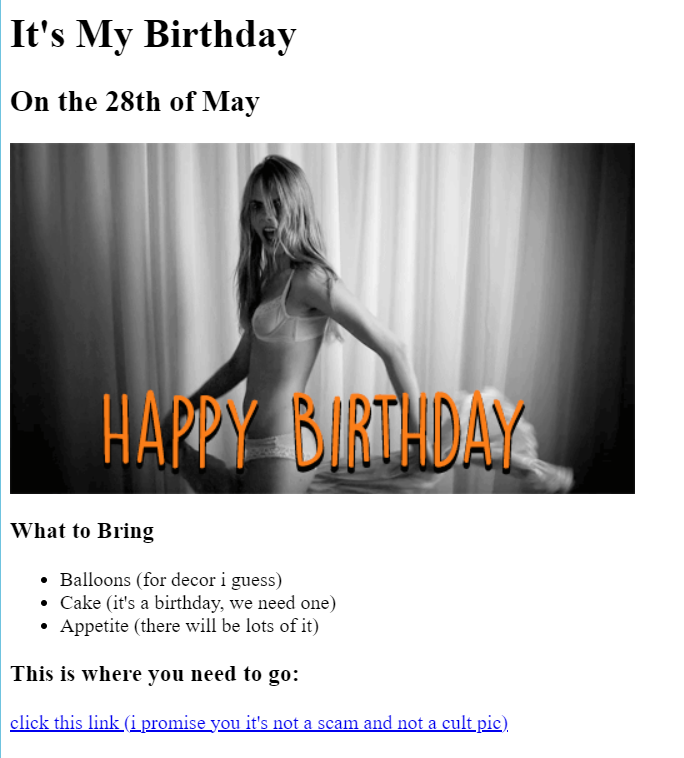 It's My Birthday
On the 28th of May
HAPPY BIRTHDAY
What to Bring
Balloons (for decor i guess)
Cake (it's a birthday, we need one)
Appetite (there will be lots of it)
This is where you need to go:
click this link (i promise you it's not a scam and not a cult pic)